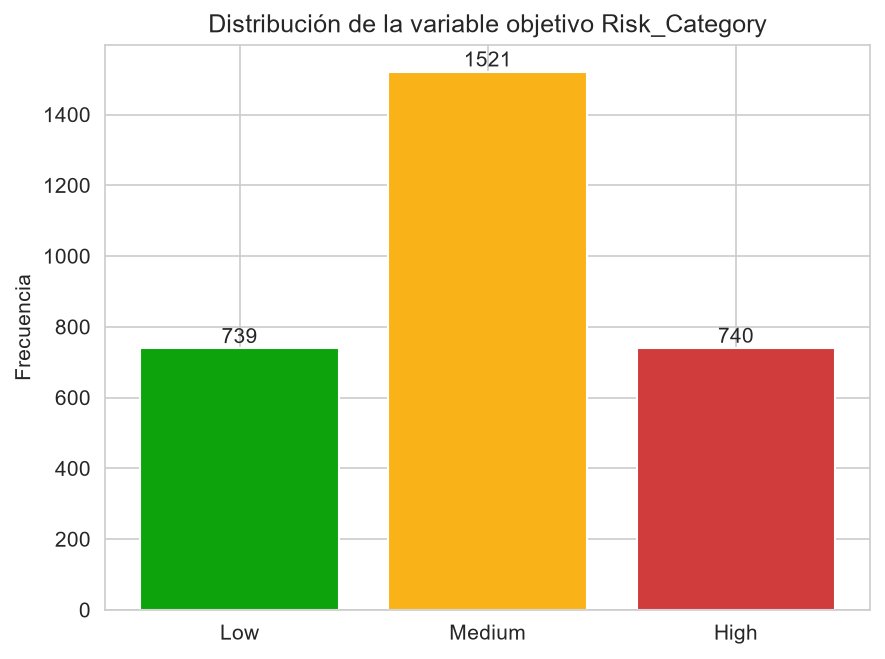 Distribución de la variable objetivo Risk_Category
1521
1400
1200
1000
800
739
740
600
400
200
0
Frecuencia
Low
Medium
High